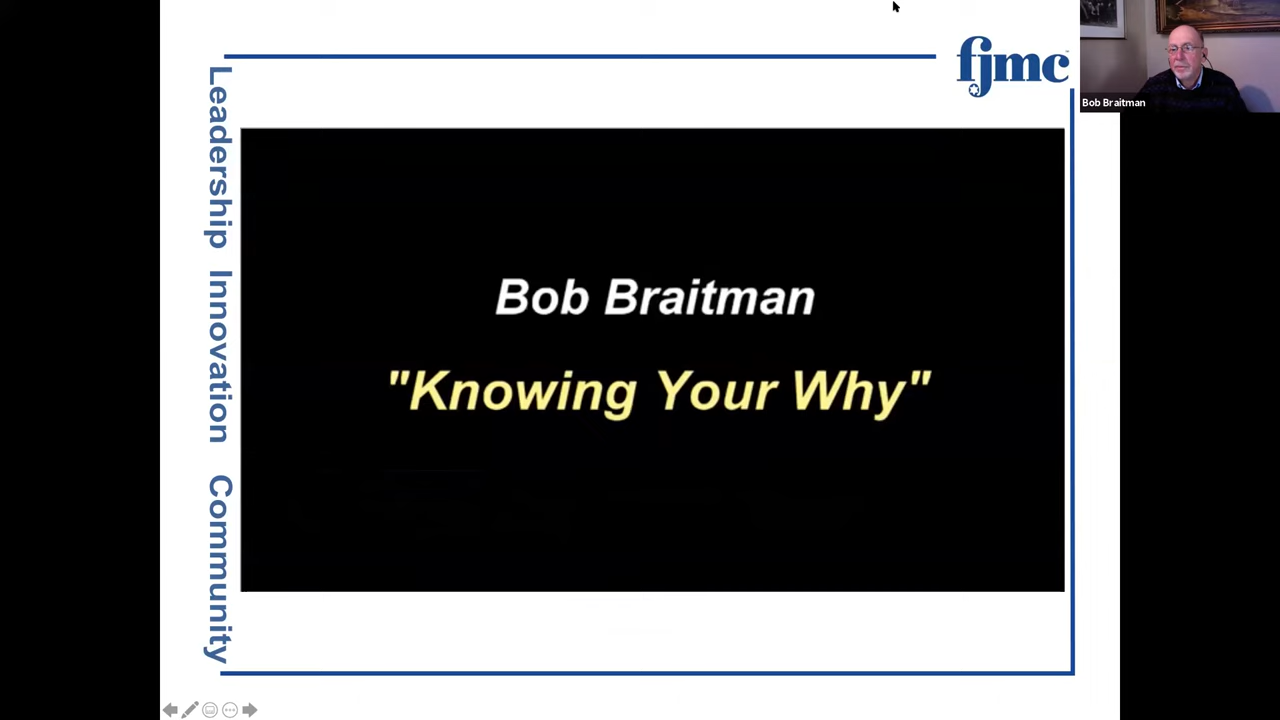 fjmc
Bob Braitman
Leadership Innovation Community
Bob Braitman
"Knowing Your Why"